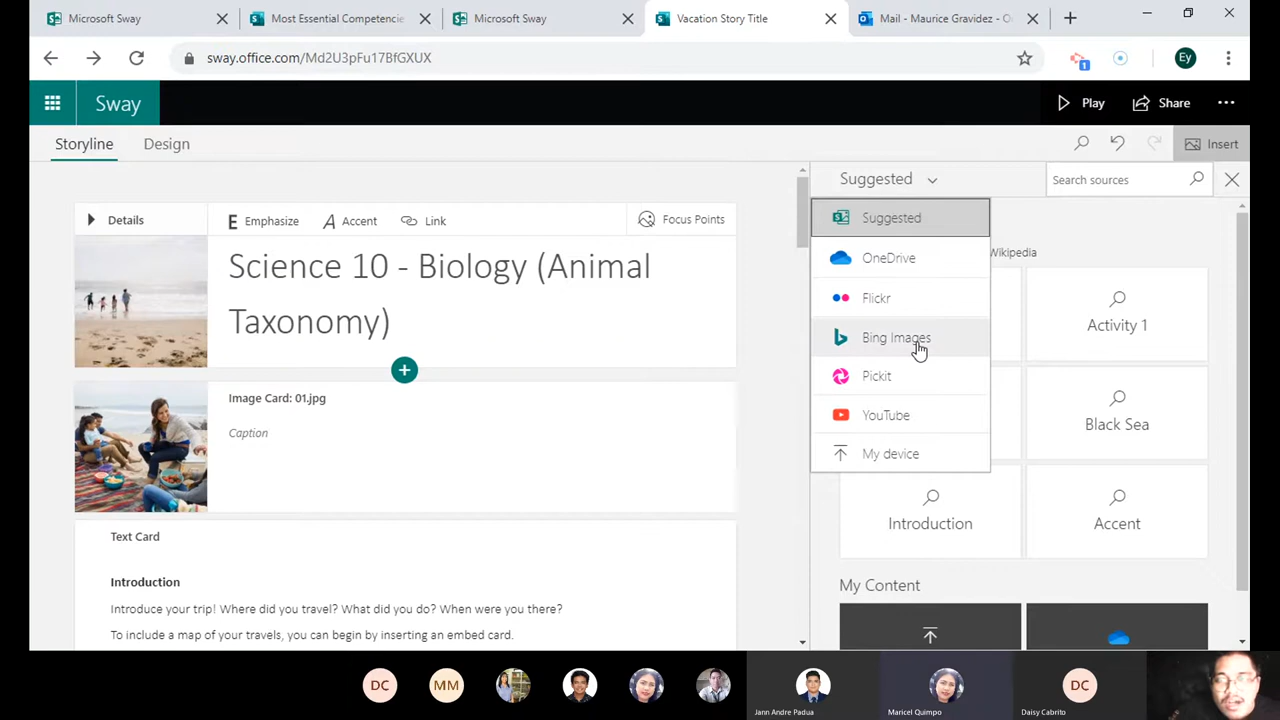 Microsoft Sway
Most Essential Competencie
Microsoft Sway
Vacation Story Title
Mail - Maurice Gravidez - O
sway.office.com/Md2U3pFu17BfGXUX
1
Ey
Sway
Play
Share
Storyline
Design
Insert
Suggested
Search sources
Details
Emphasize
Accent
Link
Focus Points
Science 10 - Biology (Animal
Taxonomy)
Image Card: 01.jpg
Caption
Text Card
Introduction
Introduce your trip! Where did you travel? What did you do? When were you there?
To include a map of your travels, you can begin by inserting an embed card.
Suggested
OneDrive
Flickr
Bing Images
Pickit
YouTube
My device
Wikipedia
Activity 1
Black Sea
Introduction
Accent
My Content
DC
MM
Jann Andre Padua
Maricel Quimpo
DC
Daisy Cabrito